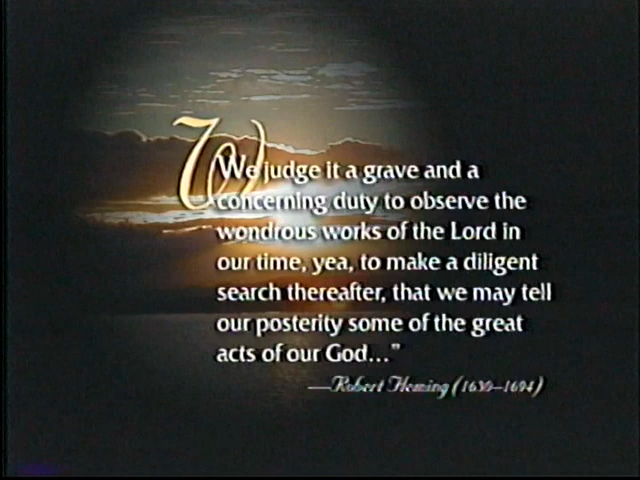 We judge it a grave and a
concerning duty to observe the
wondrous works of the Lord in
our time, yea, to make a diligent
search thereafter, that we may tell
our posterity some of the great
acts of our God..."
—Robert Fleming (1630–1694)